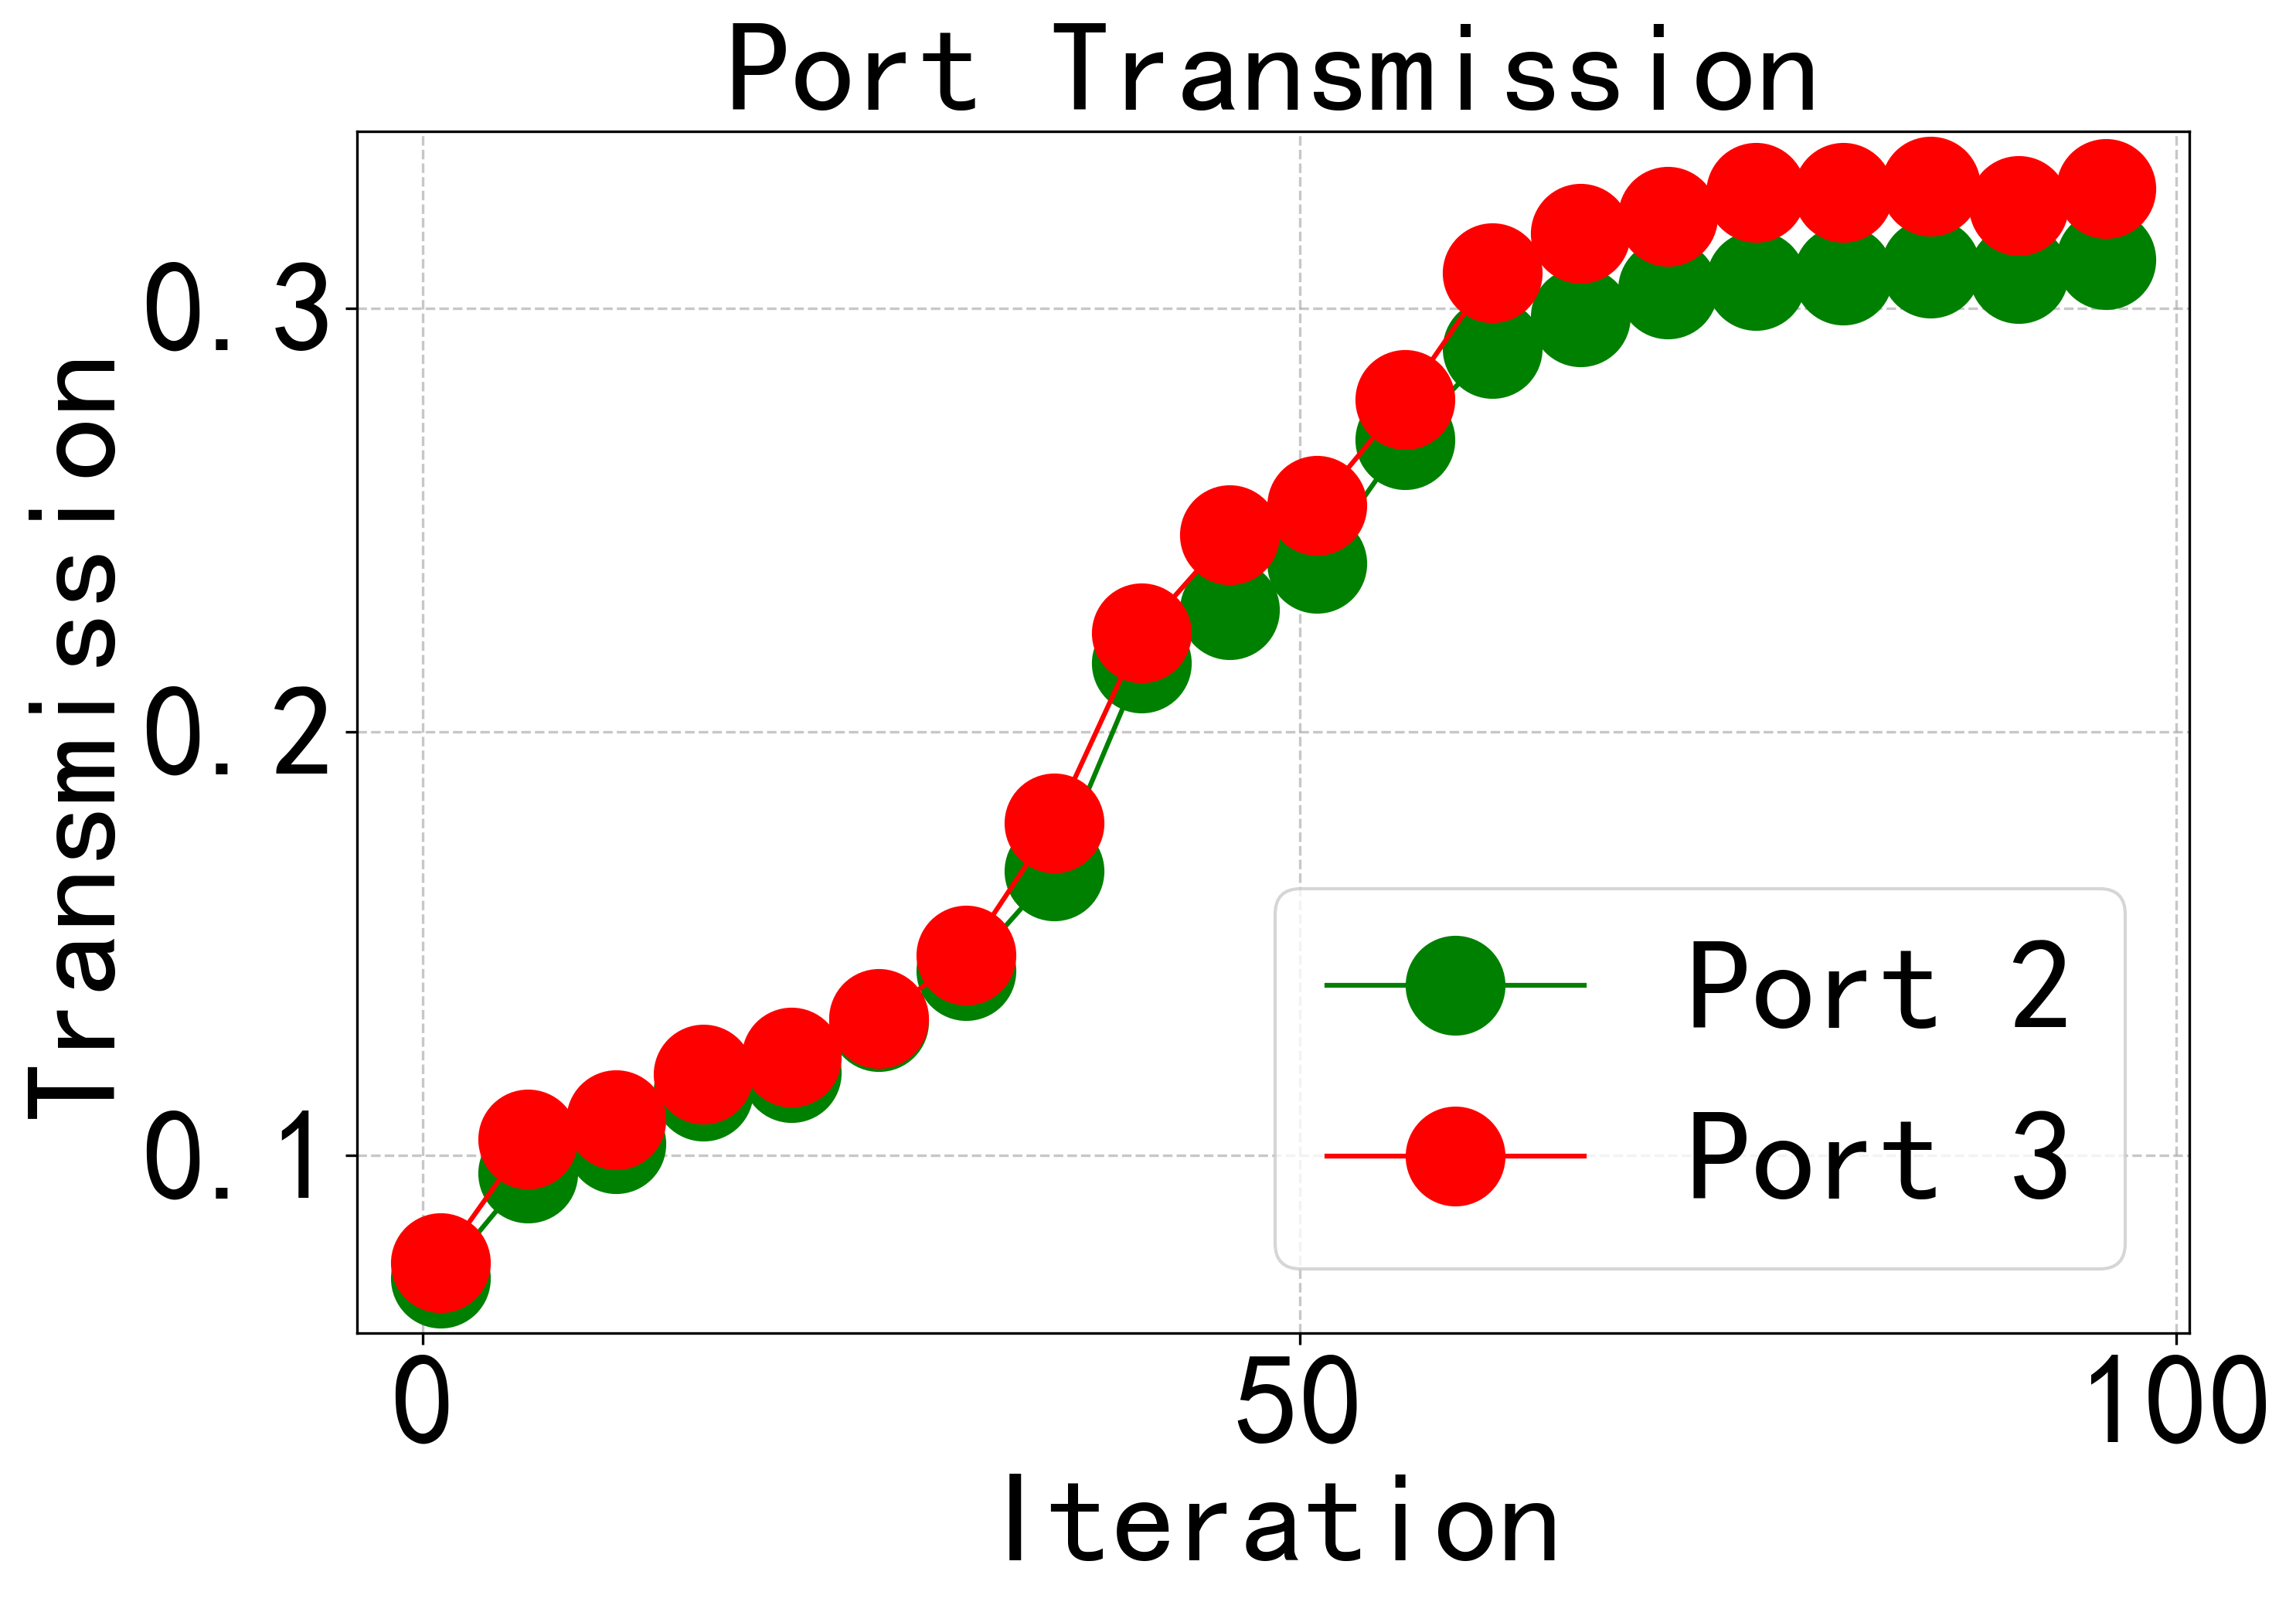 Port Transmission
Transmission
0.3
0.2
0.1
Port 2
Port 3
0 50 100
Iteration